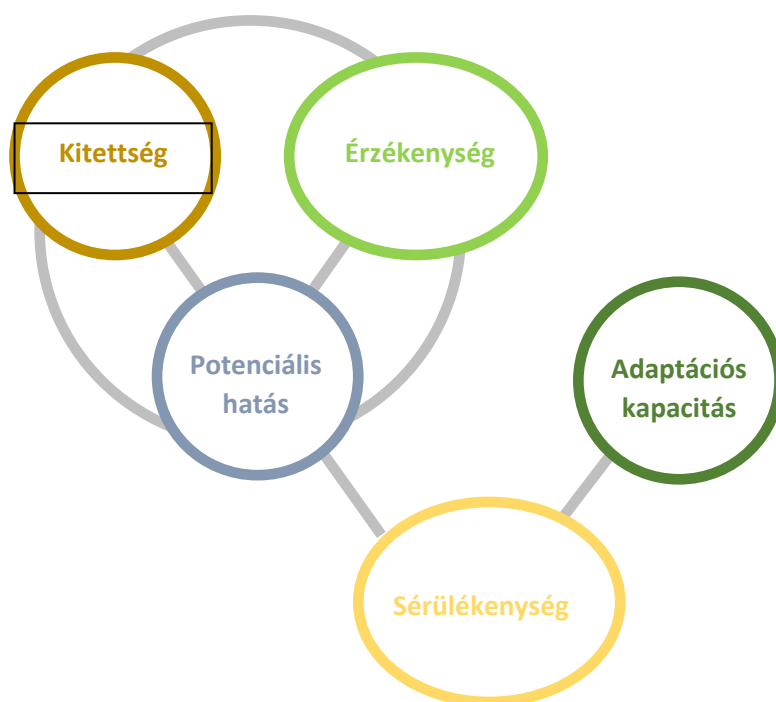 Kitettség
Érzékenység
Potenciális
hatás
Adaptációs
kapacitás
Sérülékenység